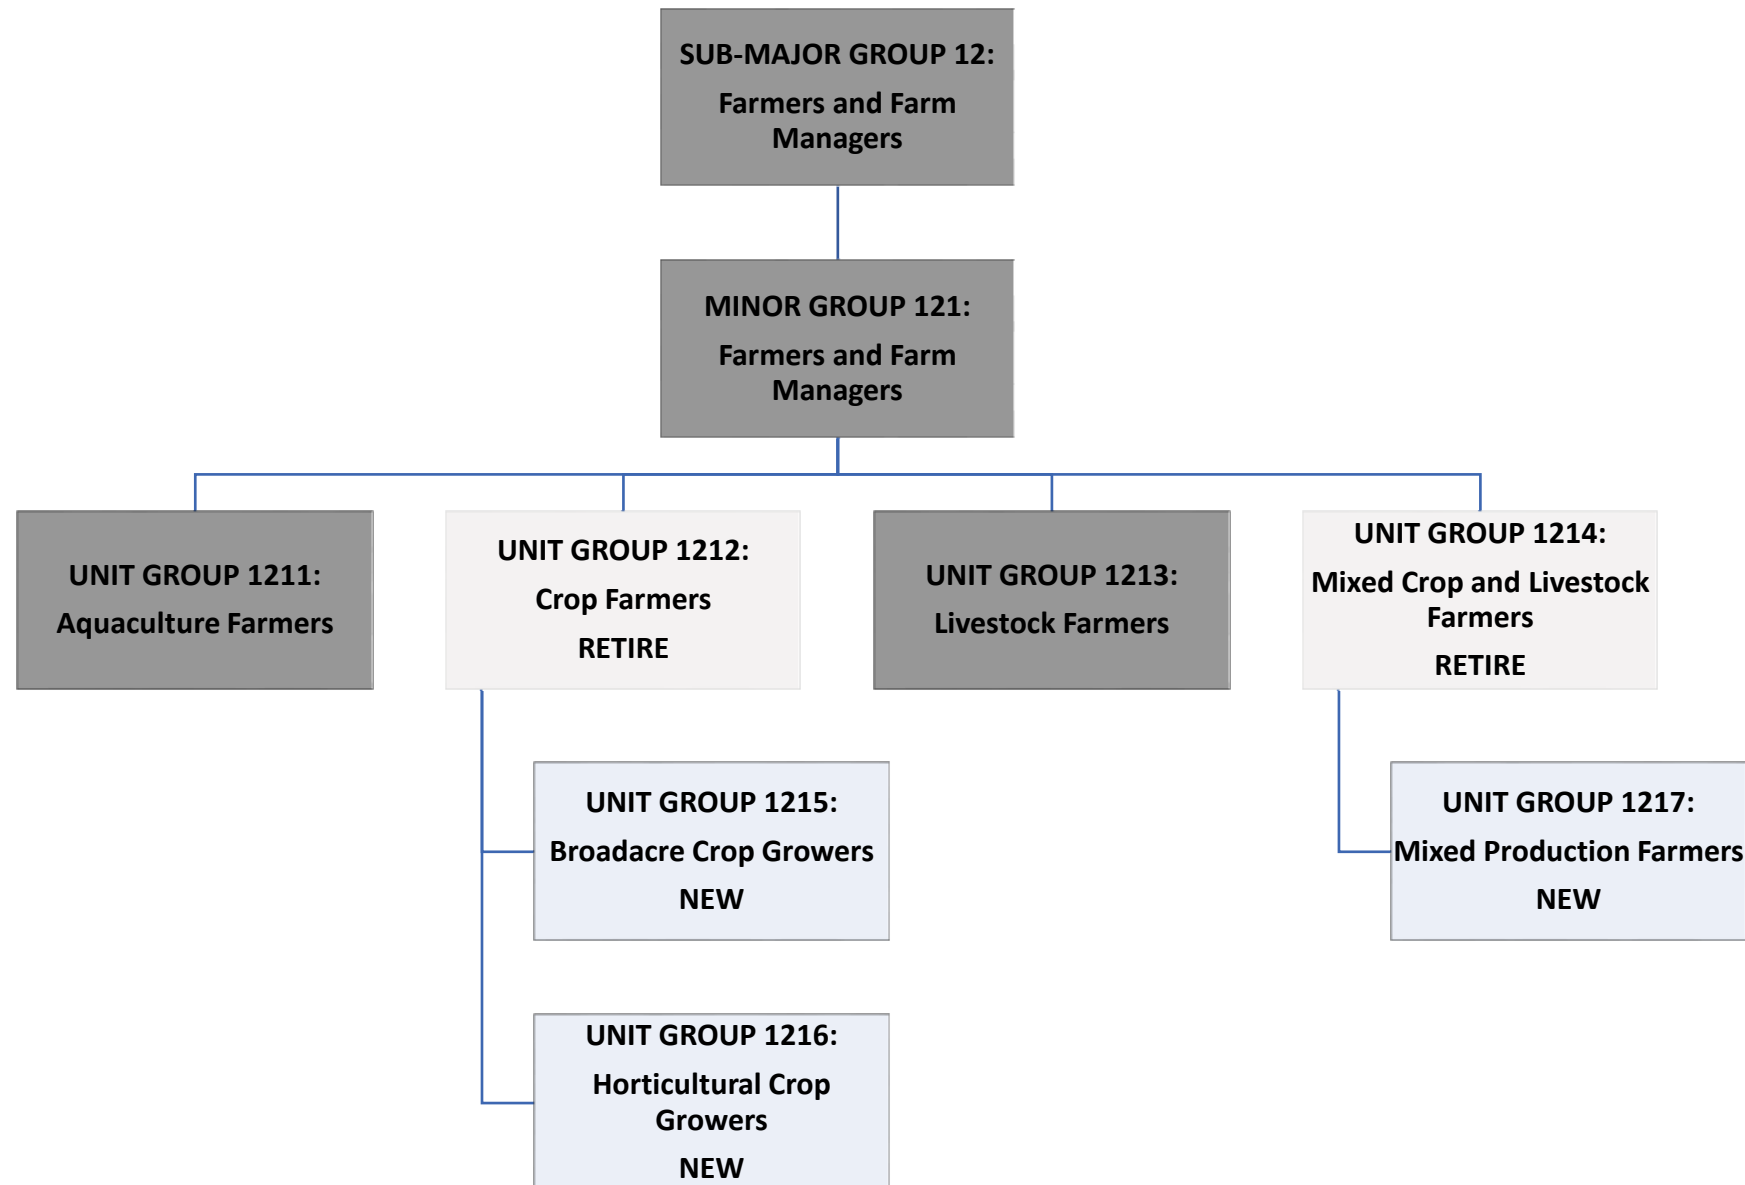 SUB-MAJOR GROUP 12:
Farmers and Farm
Managers
MINOR GROUP 121:
Farmers and Farm
Managers
UNIT GROUP 1211:
Aquaculture Farmers
UNIT GROUP 1212:
Crop Farmers
RETIRE
UNIT GROUP 1213:
Livestock Farmers
UNIT GROUP 1214:
Mixed Crop and Livestock
Farmers
RETIRE
UNIT GROUP 1215:
Broadacre Crop Growers
NEW
UNIT GROUP 1217:
Mixed Production Farmers
NEW
UNIT GROUP 1216:
Horticultural Crop
Growers
NEW